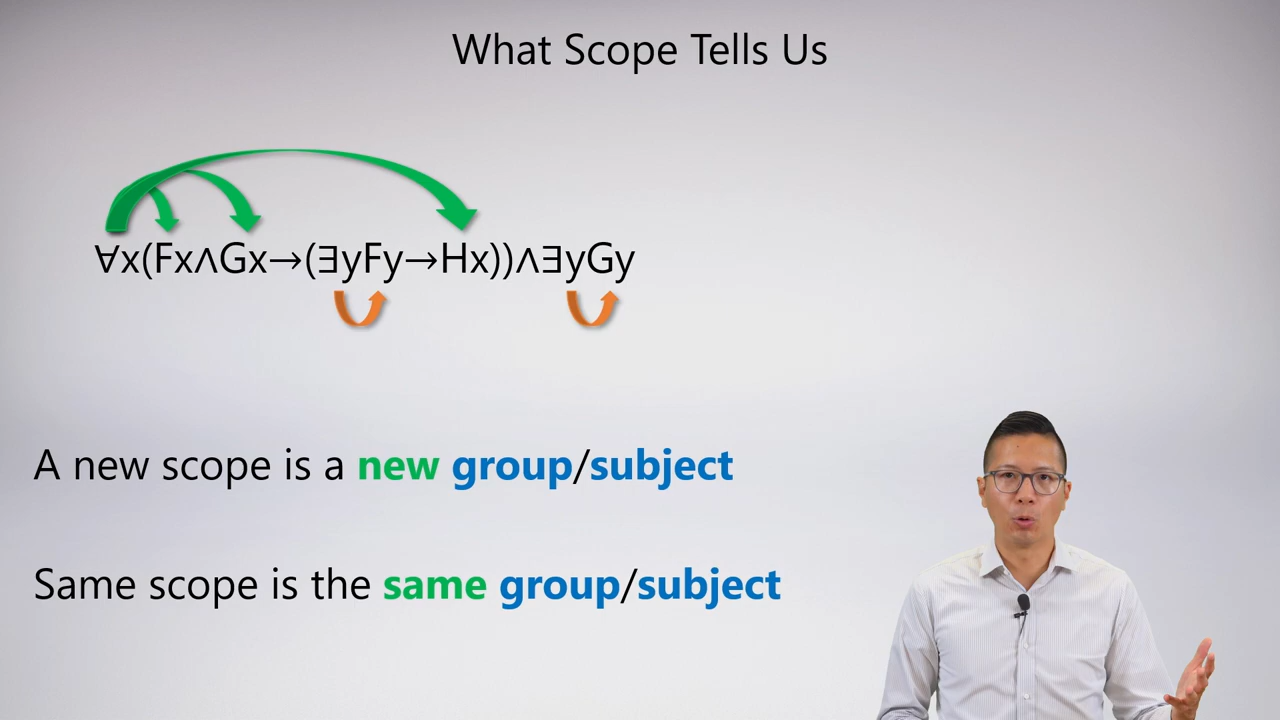 What Scope Tells Us
∀x(Fx∧Gx→(∃yFy→Hx))∧∃yGy
A new scope is a new group/subject
Same scope is the same group/subject